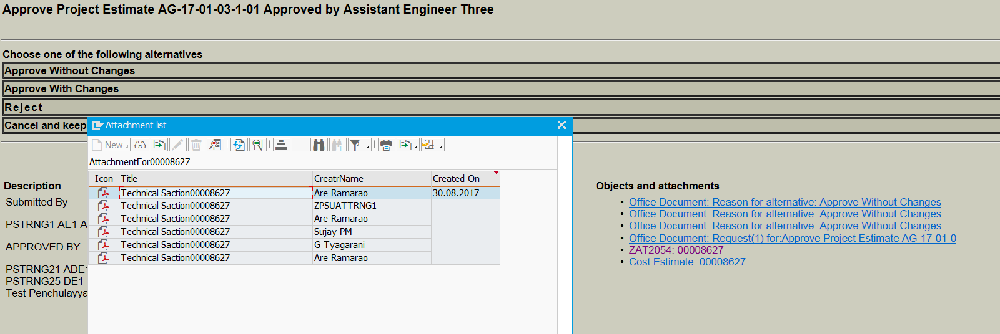 Approve Project Estimate AG-17-01-03-1-01 Approved by Assistant Engineer Three
Choose one of the following alternatives
Approve Without Changes
Approve With Changes
Reject
Cancel and keep
Attachment list
New
AttachmentFor00008627
Icon Title CreatrName Created On
Technical Saction00008627 Are Ramarao 30.08.2017
Technical Saction00008627 ZPSUATTRNG1
Technical Saction00008627 Are Ramarao
Technical Saction00008627 Sujay PM
Technical Saction00008627 G Tyagarani
Technical Saction00008627 Are Ramarao
Description
Submitted By
PSTRNG1 AE1 A
APPROVED BY
PSTRNG21 ADE1
PSTRNG25 DE1
Test Penchulayya
Objects and attachments
• Office Document: Reason for alternative: Approve Without Changes
• Office Document: Reason for alternative: Approve Without Changes
• Office Document: Reason for alternative: Approve Without Changes
• Office Document: Request(1) for:Approve Project Estimate AG-17-01-0
• ZAT2054: 00008627
• Cost Estimate: 00008627